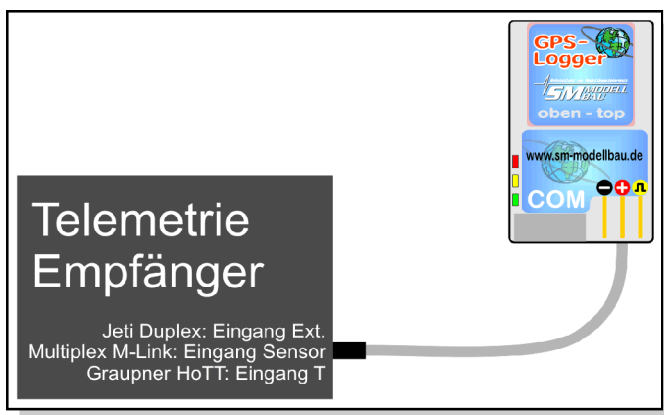 GPS-
Logger
SM MODELL
BAU
oben - top
www.sm-modellbau.de
COM
Telemetrie
Empfänger
Jeti Duplex: Eingang Ext.
Multiplex M-Link: Eingang Sensor
Graupner HoTT: Eingang T